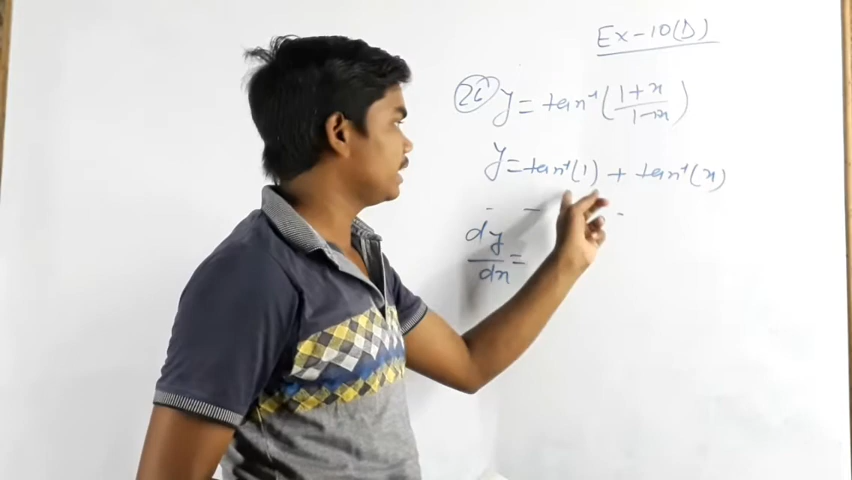 Ex-10(D)
26) y = tan⁻¹(1+x/1-x)
y = tan⁻¹(1) + tan⁻¹(x)
dy/dx =